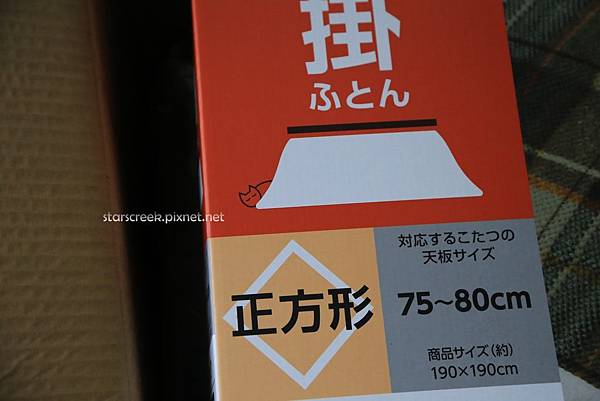 掛
ふとん
starscreek.pixnet.net
正方形
対応するこたつの
天板サイズ
75～80cm
商品サイズ(約)
190×190cm